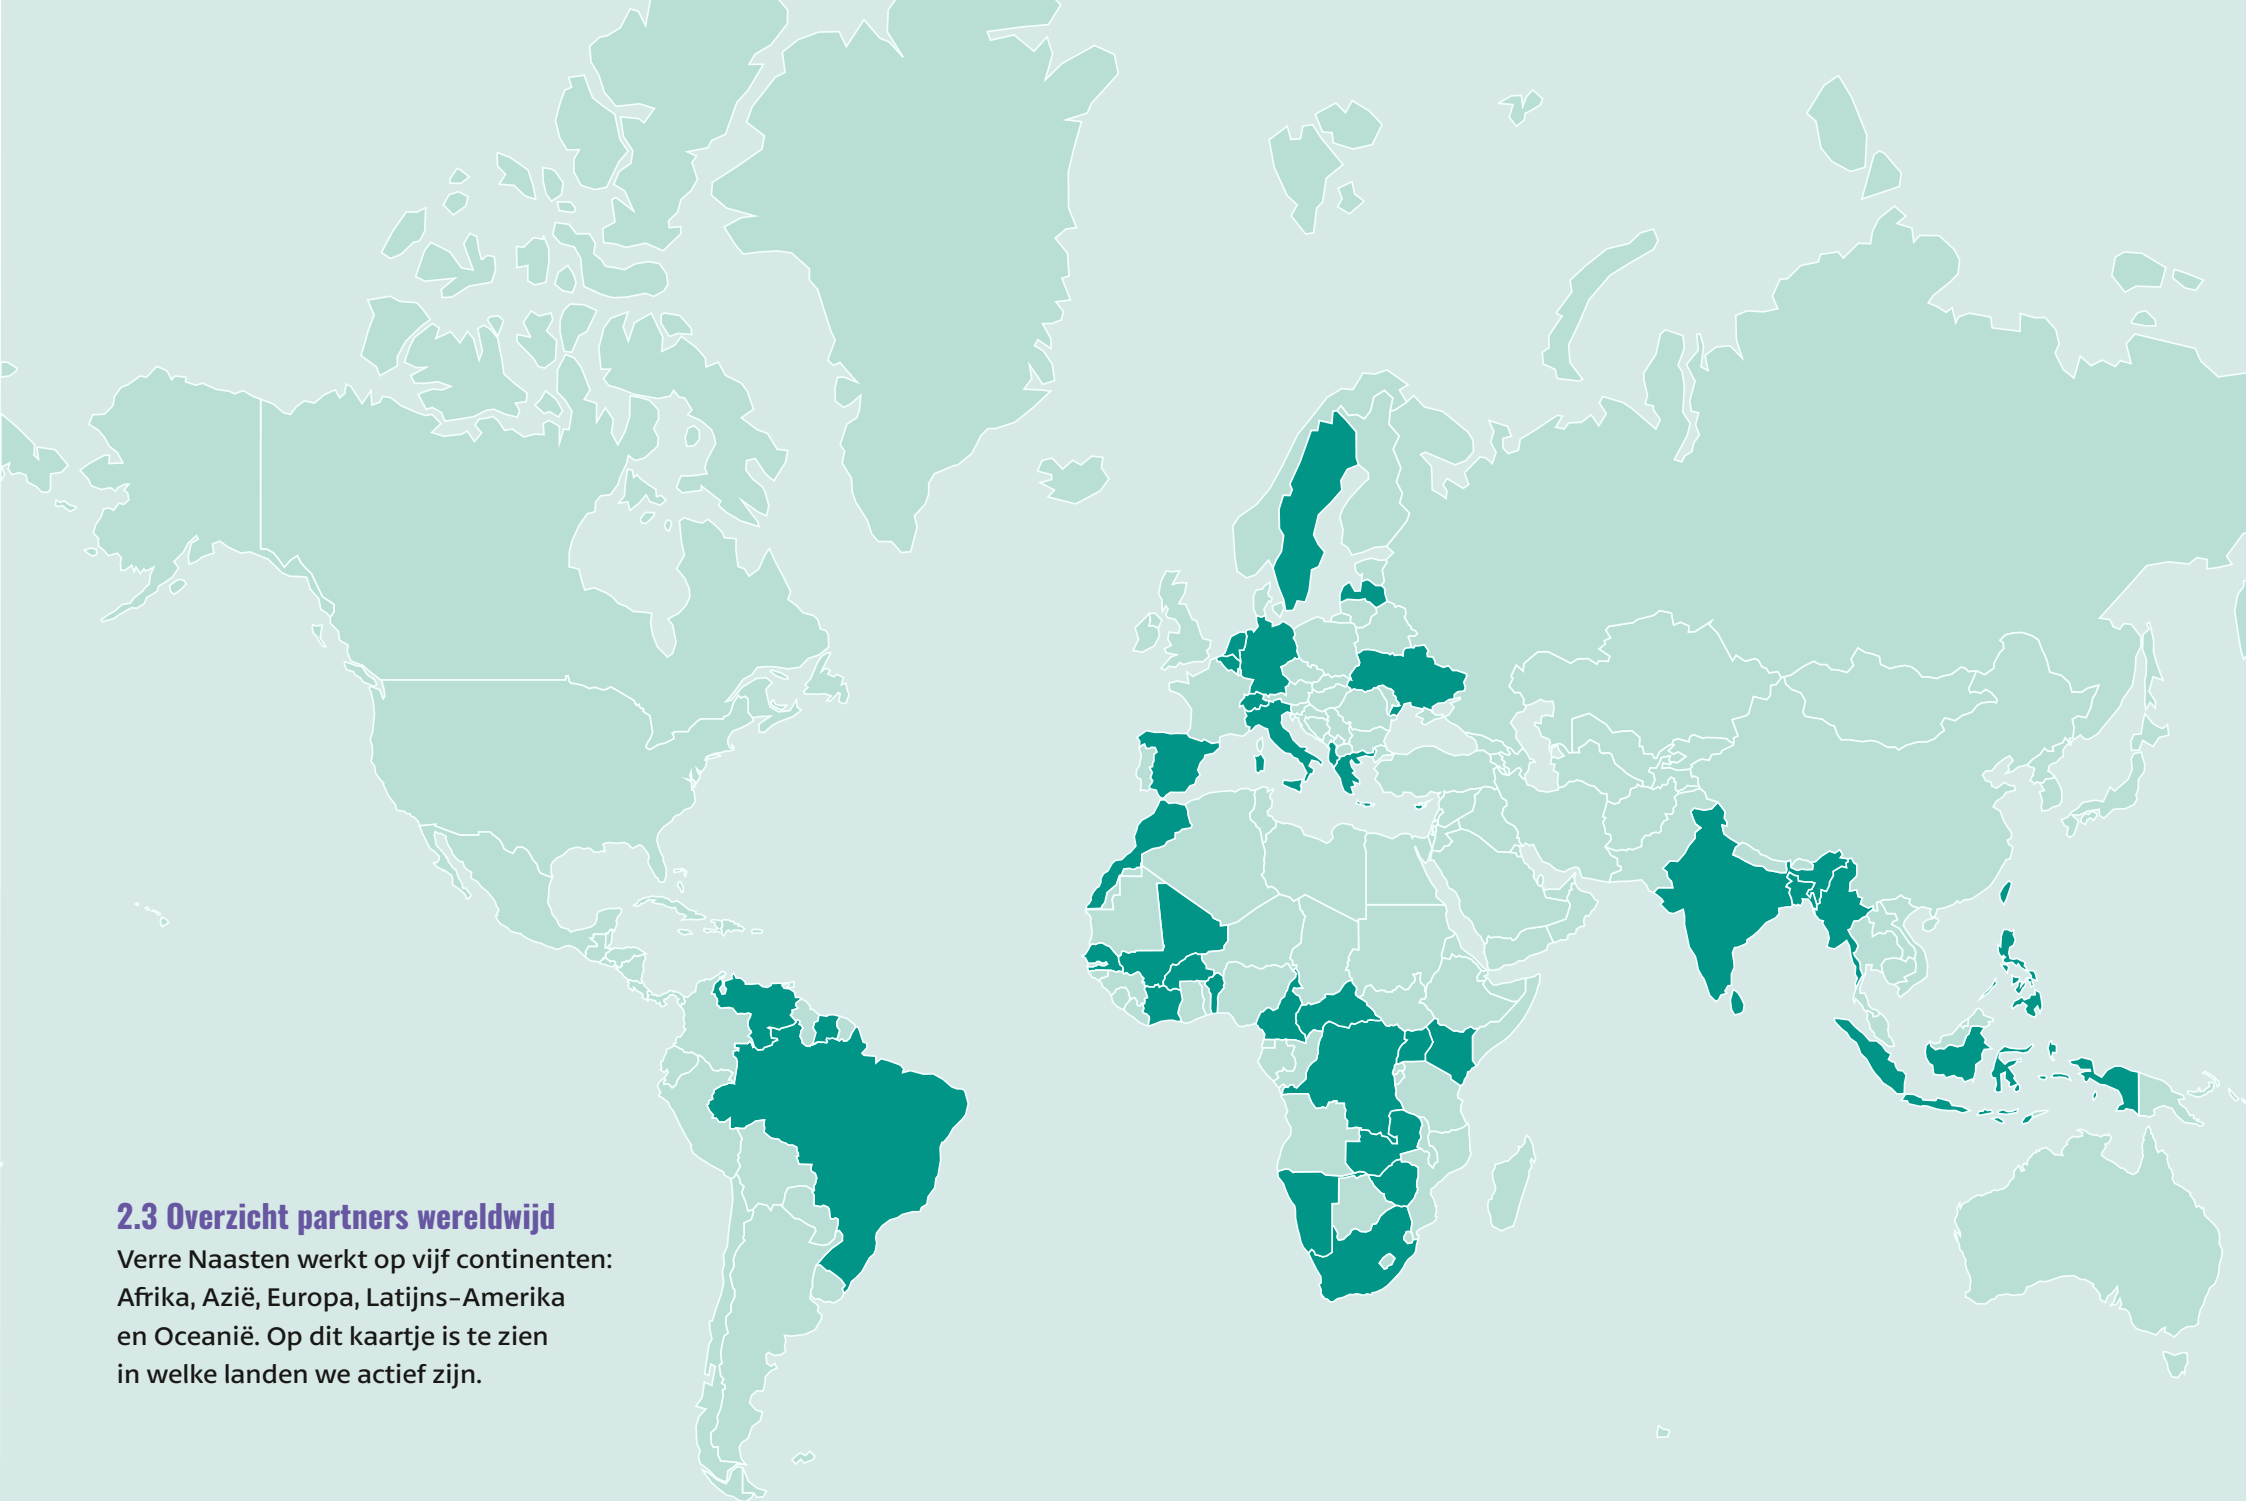 2.3 Overzicht partners wereldwijd
Verre Naasten werkt op vijf continenten:
Afrika, Azië, Europa, Latijns-Amerika
en Oceanië. Op dit kaartje is te zien
in welke landen we actief zijn.